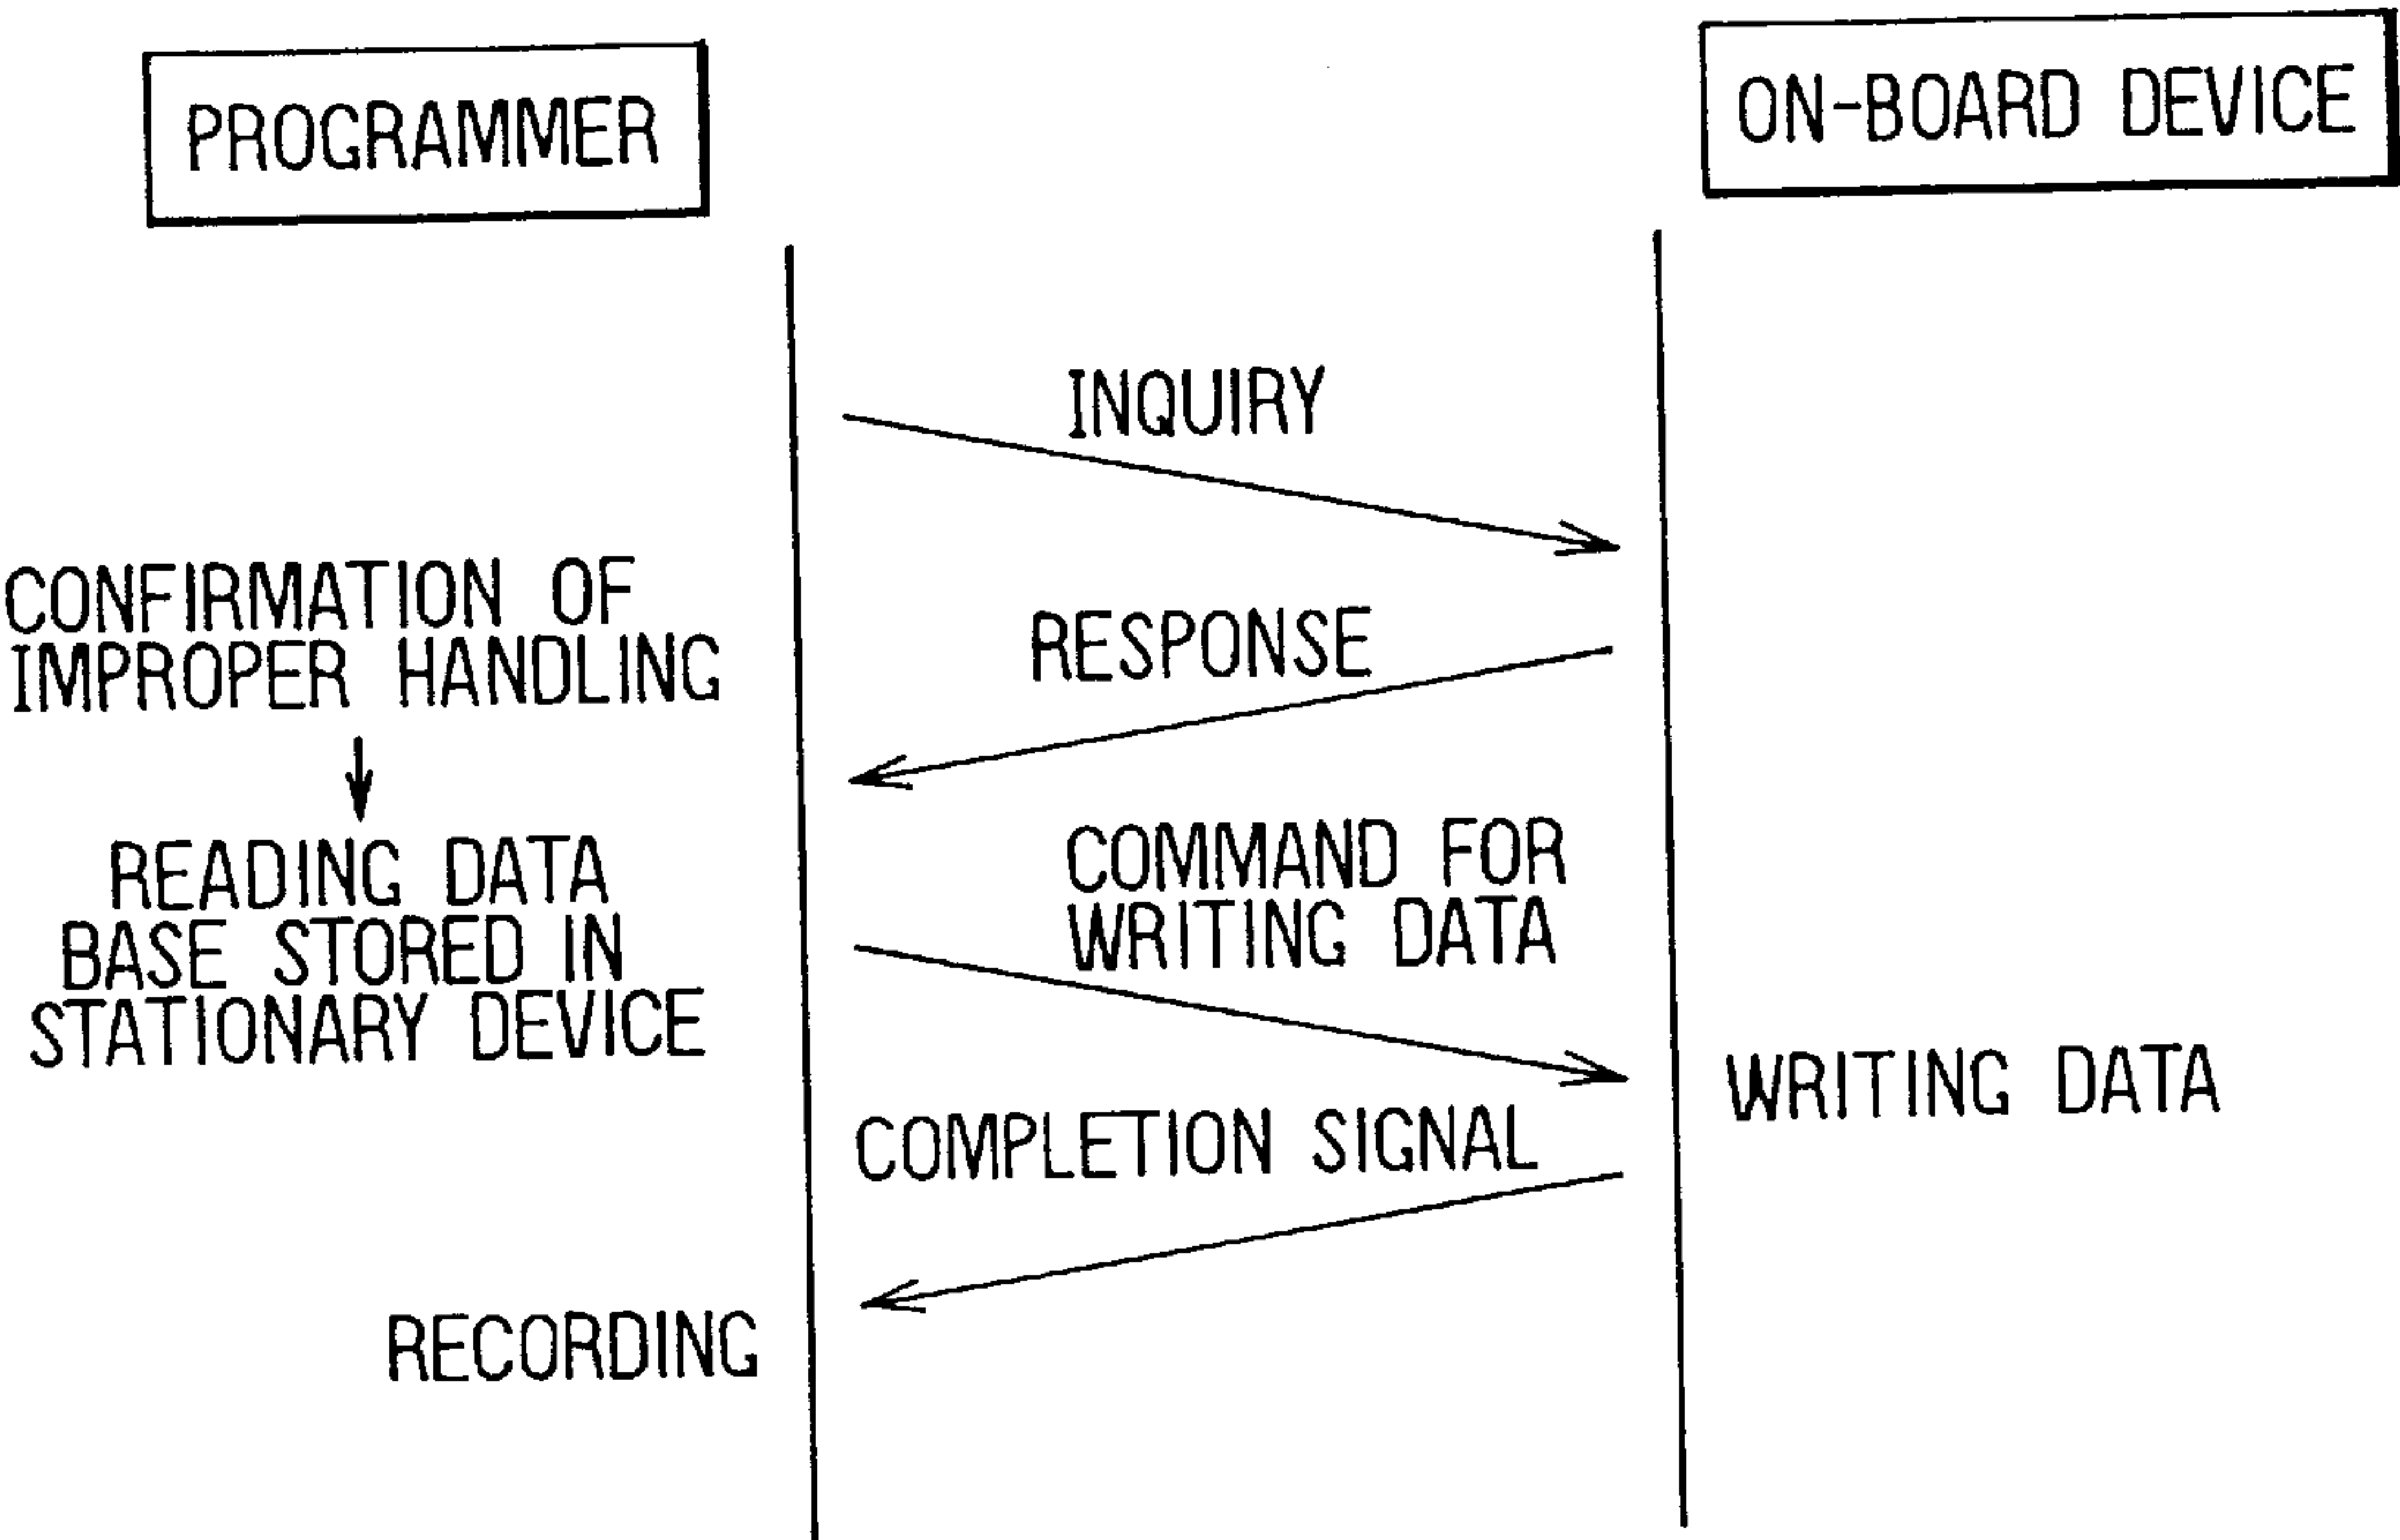 PROGRAMMER
ON-BOARD DEVICE
INQUIRY
CONFIRMATION OF
IMPROPER HANDLING
RESPONSE
READING DATA
BASE STORED IN
STATIONARY DEVICE
COMMAND FOR
WRITING DATA
WRITING DATA
COMPLETION SIGNAL
RECORDING